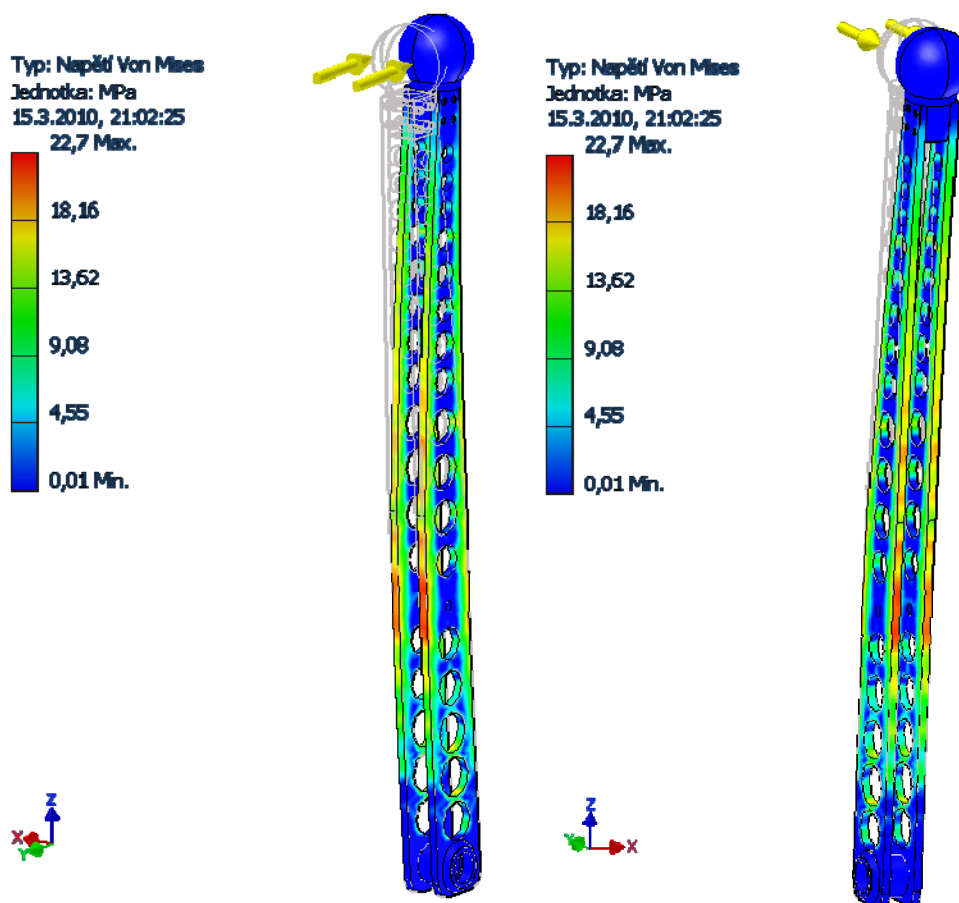 Typ: Napětí Von Mises
Jednotka: MPa
15.3.2010, 21:02:25
22,7 Max.
18,16
13,62
9,08
4,55
0,01 Min.
Z
X
Y
Typ: Napětí Von Mises
Jednotka: MPa
15.3.2010, 21:02:25
22,7 Max.
18,16
13,62
9,08
4,55
0,01 Min.
Z
Y
X